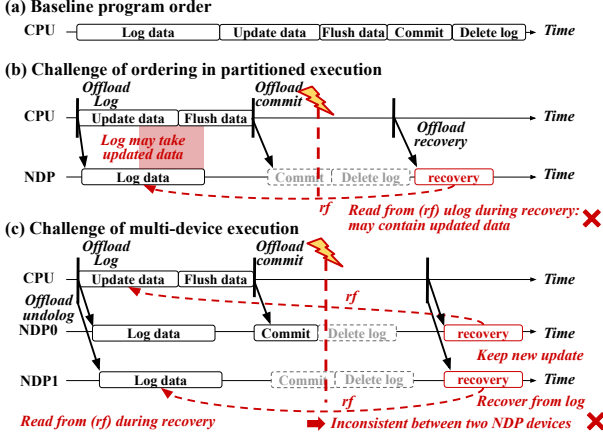 (a) Baseline program order
CPU Log data Update data Flush data Commit Delete log Time
(b) Challenge of ordering in partitioned execution
Offload Log
Offload commit
CPU Update data Flush data Time
Log may take updated data
Offload recovery
NDP Log data Commit Delete log recovery Time
rf
Read from (rf) ulog during recovery:
may contain updated data
(c) Challenge of multi-device execution
Offload Log
Offload commit
CPU Update data Flush data Time
Offload undolog
rf
NDP0 Log data Commit Delete log recovery Time
Keep new update
NDP1 Log data Commit Delete log recovery Time
Recover from log
rf
Read from (rf) during recovery
Inconsistent between two NDP devices